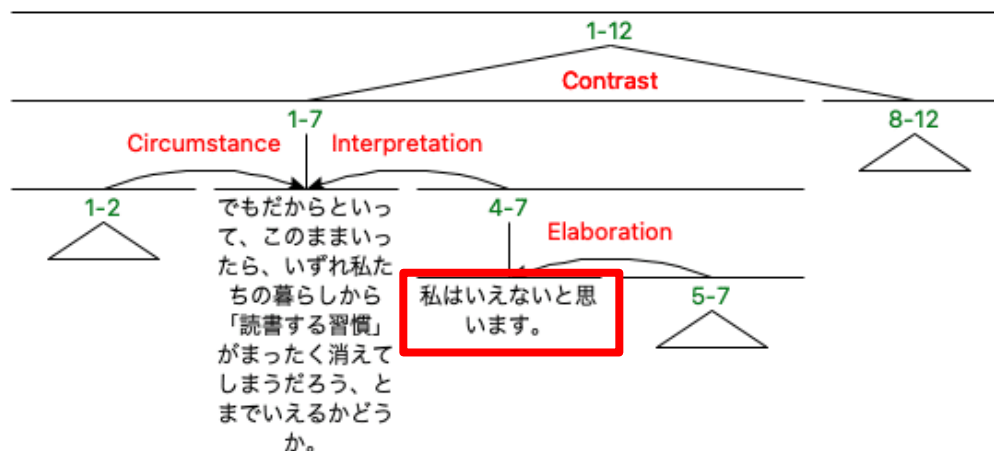 1-12
Contrast
1-7
8-12
Circumstance
Interpretation
1-2
でもだからといっ
て、このままいっ
たら、いずれ私た
ちの暮らしから
「読書する習慣」
がまったく消えて
しまうだろう、と
までいえるかどう
か。
4-7
Elaboration
私はいえないと思
います。
5-7